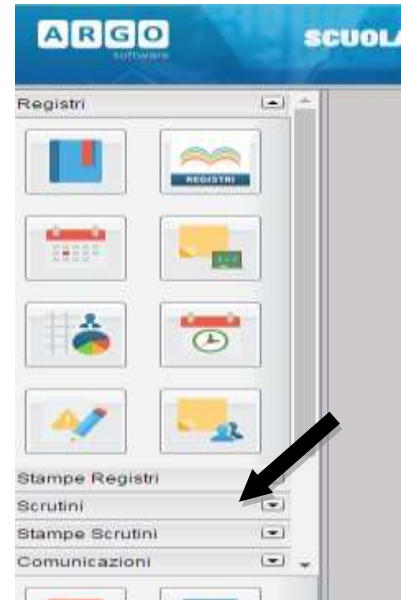 ARGO
software
SCUOLA
Registri
REGISTRI
Stampe Registri
Scrutini
Stampe Scrutini
Comunicazioni